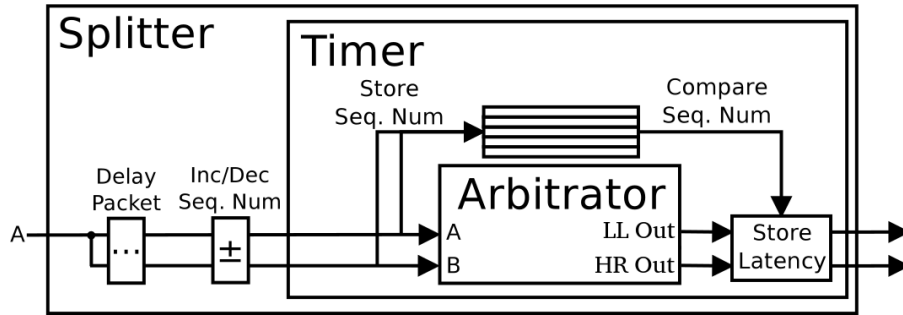 Splitter
Timer
Store
Seq. Num
Compare
Seq. Num
Delay
Packet
Inc/Dec
Seq. Num
Arbitrator
A
...
±
A
LL Out
B
HR Out
Store
Latency